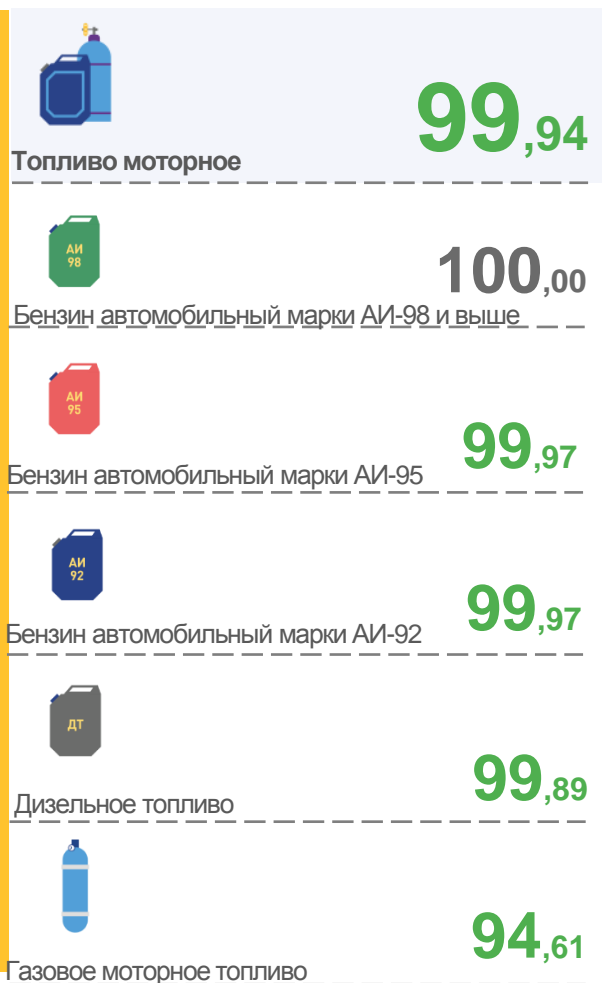 99,94
Топливо моторное
АИ
98
100,00
Бензин автомобильный марки АИ-98 и выше
АИ
95
99,97
Бензин автомобильный марки АИ-95
АИ
92
99,97
Бензин автомобильный марки АИ-92
ДТ
99,89
Дизельное топливо
94,61
Газовое моторное топливо